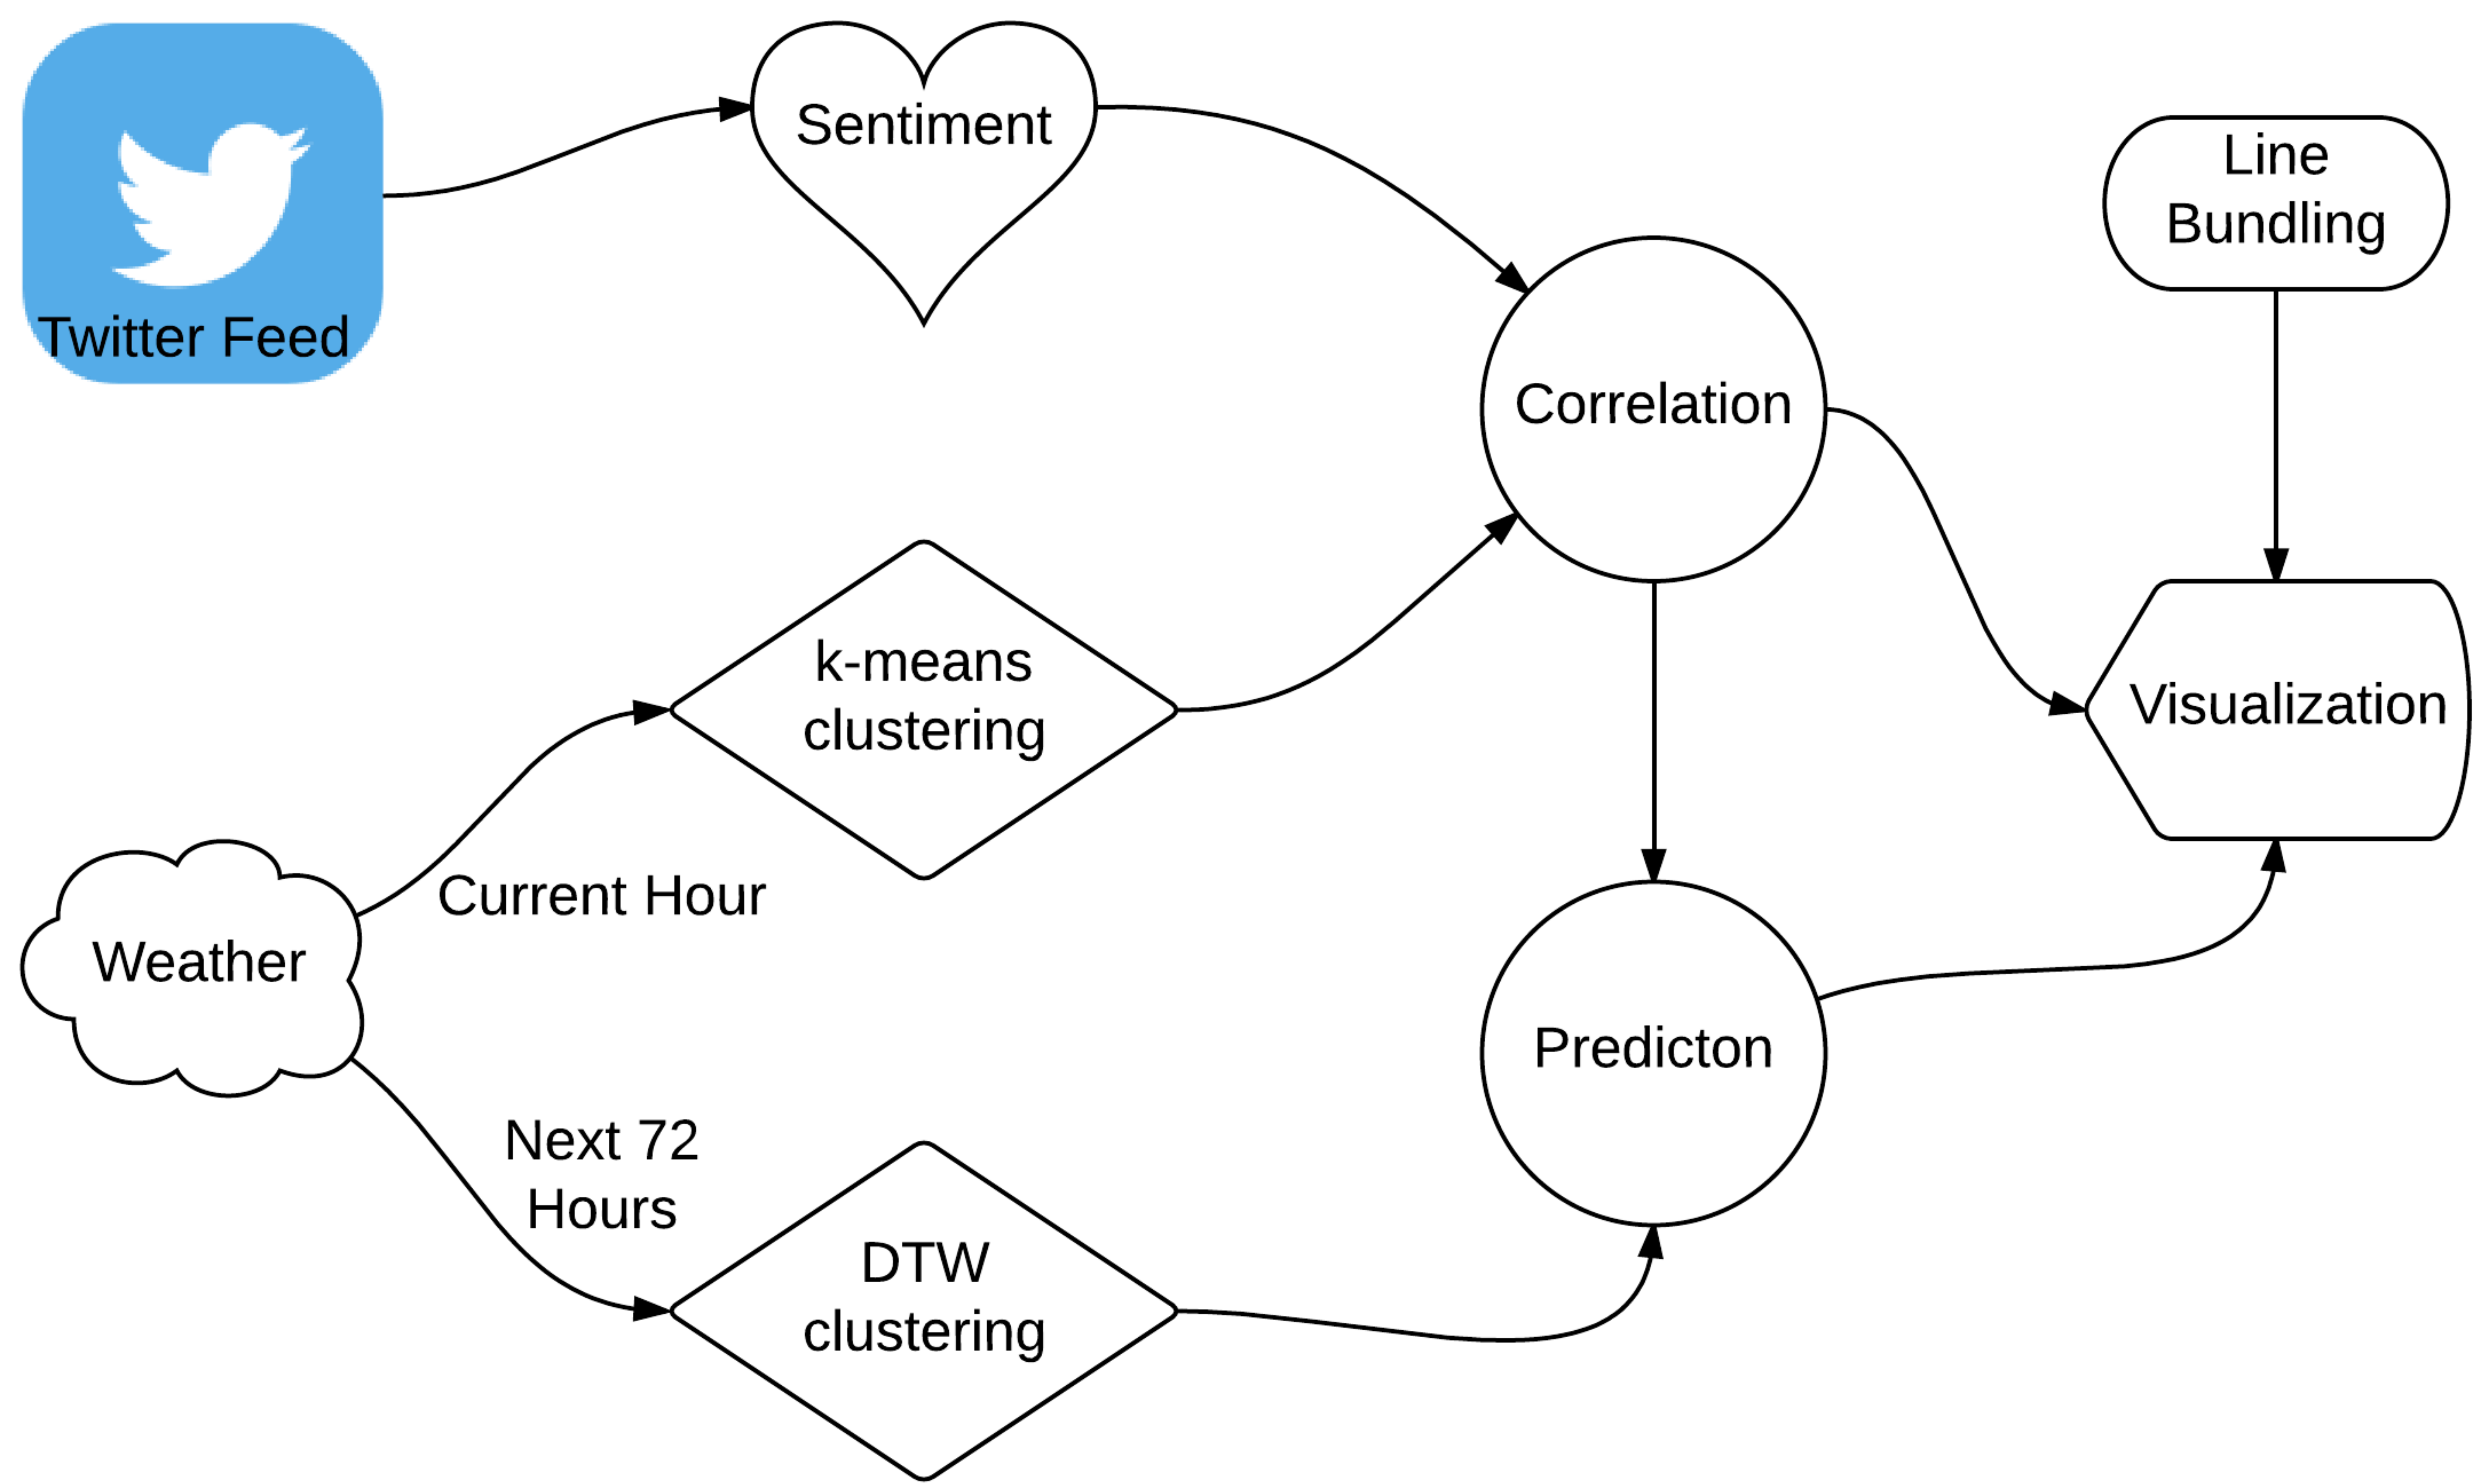 Twitter Feed
Sentiment
Line
Bundling
Correlation
k-means
clustering
Visualization
Current Hour
Weather
Predicton
Next 72
Hours
DTW
clustering